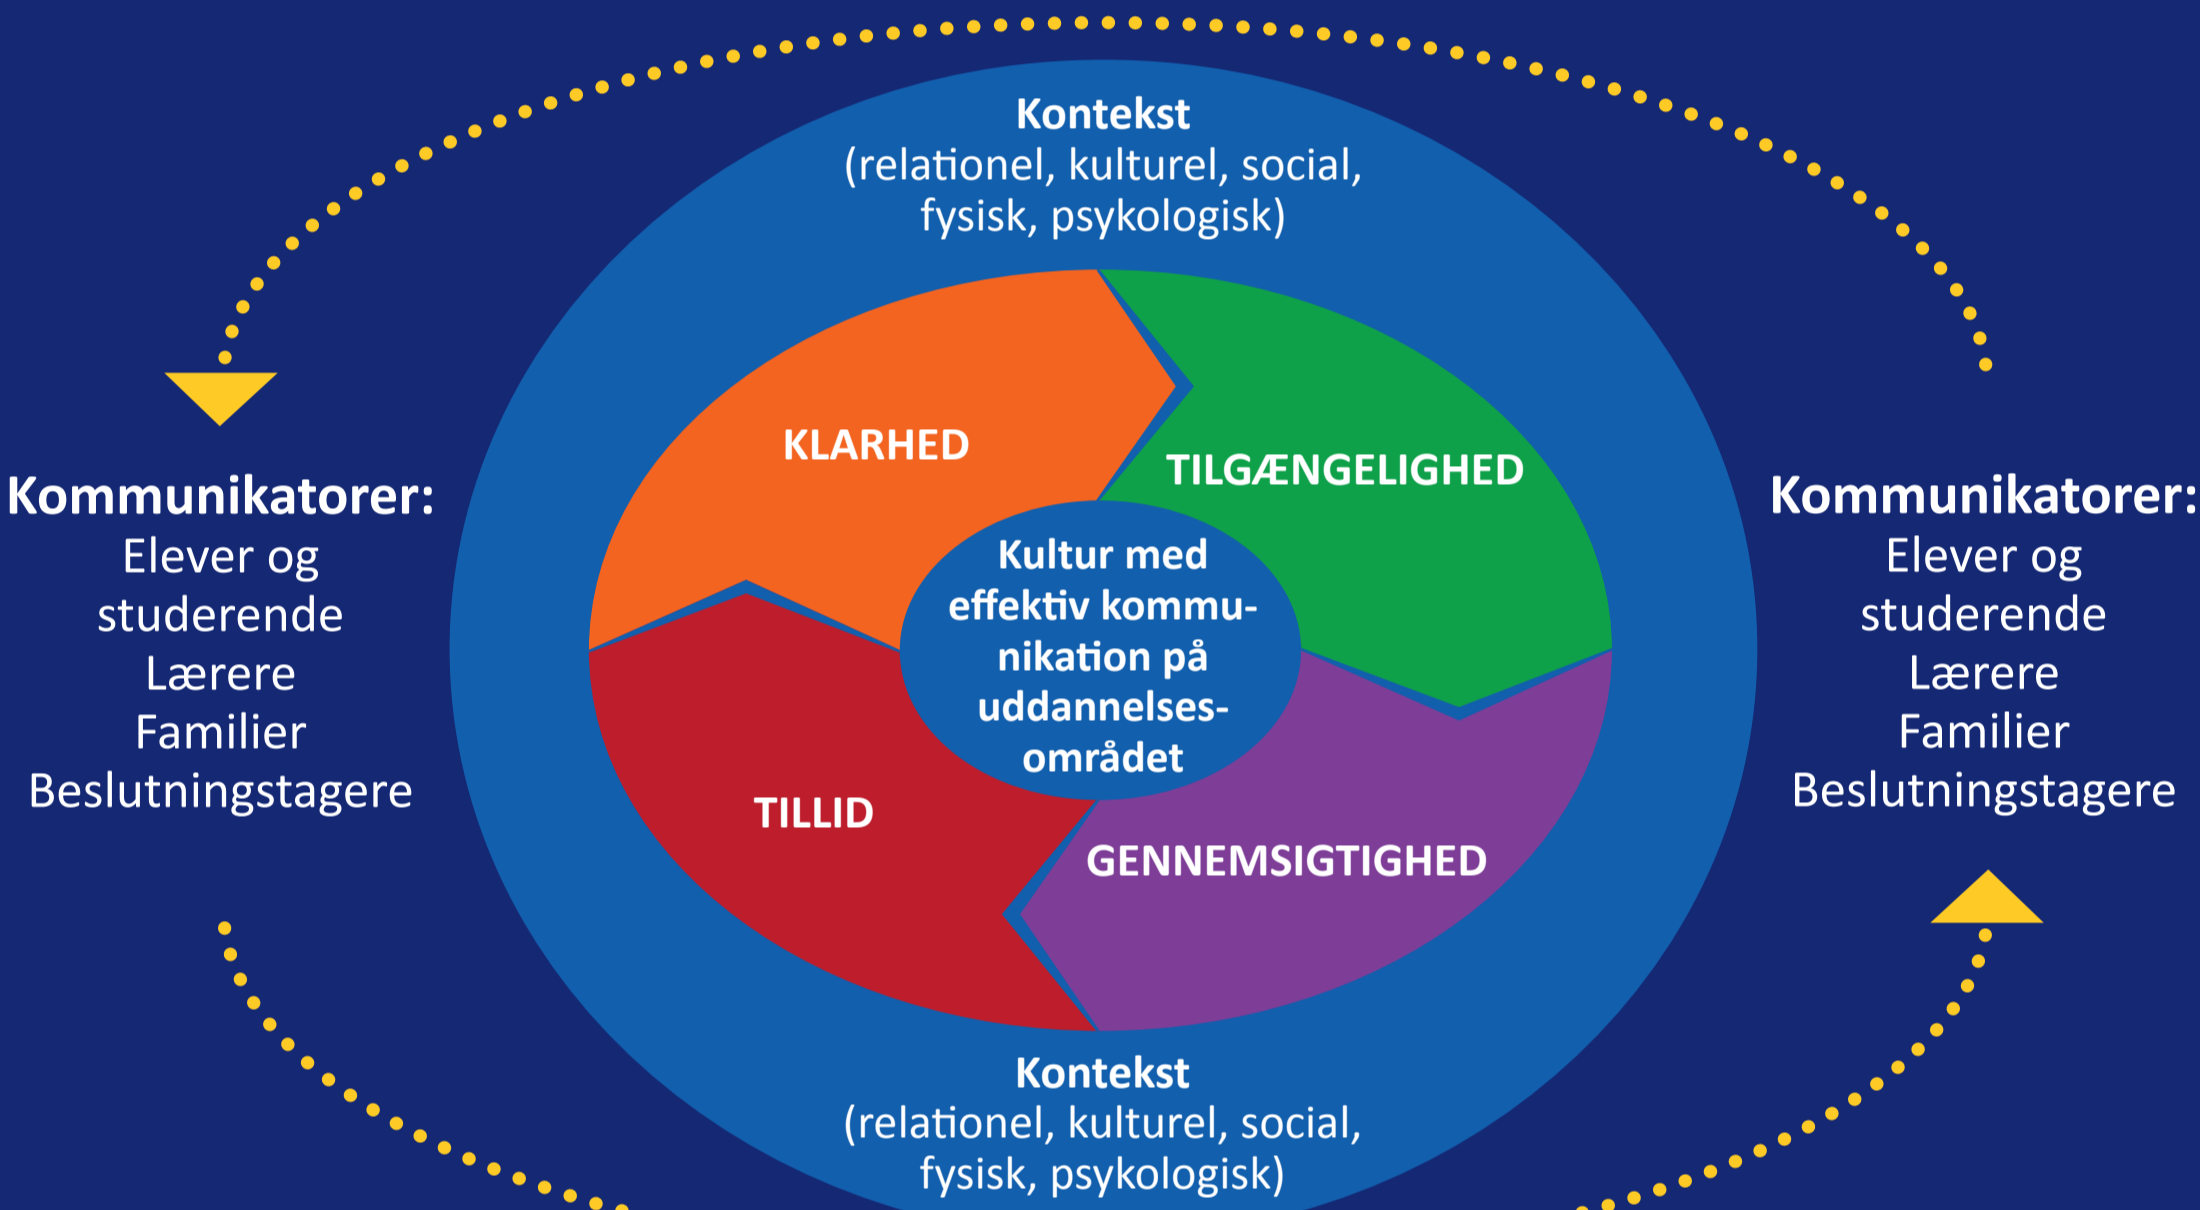 Kontekst
(relationel, kulturel, social,
fysisk, psykologisk)
KLARHED
TILGÆNGELIGHED
Kommunikatorer:
Elever og
studerende
Lærere
Familier
Beslutningstagere
Kultur med
effektiv kommu-
nikation på
uddannelses-
området
Kommunikatorer:
Elever og
studerende
Lærere
Familier
Beslutningstagere
TILLID
GENNEMSIGTIGHED
Kontekst
(relationel, kulturel, social,
fysisk, psykologisk)